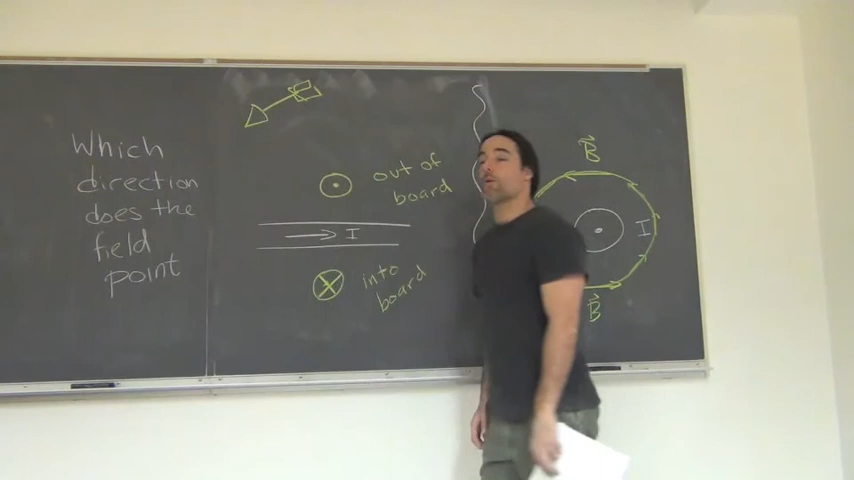 Which
direction
does the
field
point
out of
board
I
into
board
B⃗
I
B⃗